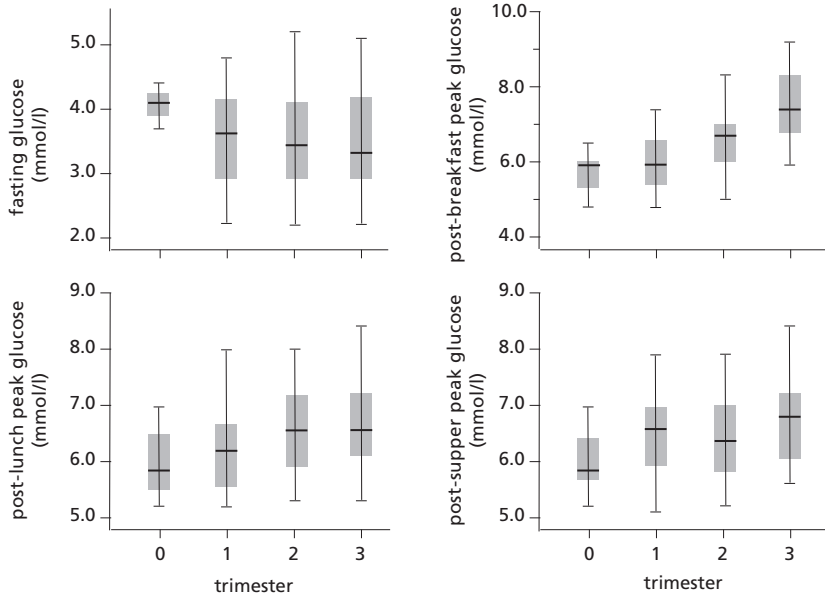 fasting glucose
(mmol/l)
5.0
4.0
3.0
2.0
post-breakfast peak glucose
(mmol/l)
10.0
8.0
6.0
4.0
post-lunch peak glucose
(mmol/l)
9.0
8.0
7.0
6.0
5.0
0 1 2 3
trimester
post-supper peak glucose
(mmol/l)
9.0
8.0
7.0
6.0
5.0
0 1 2 3
trimester